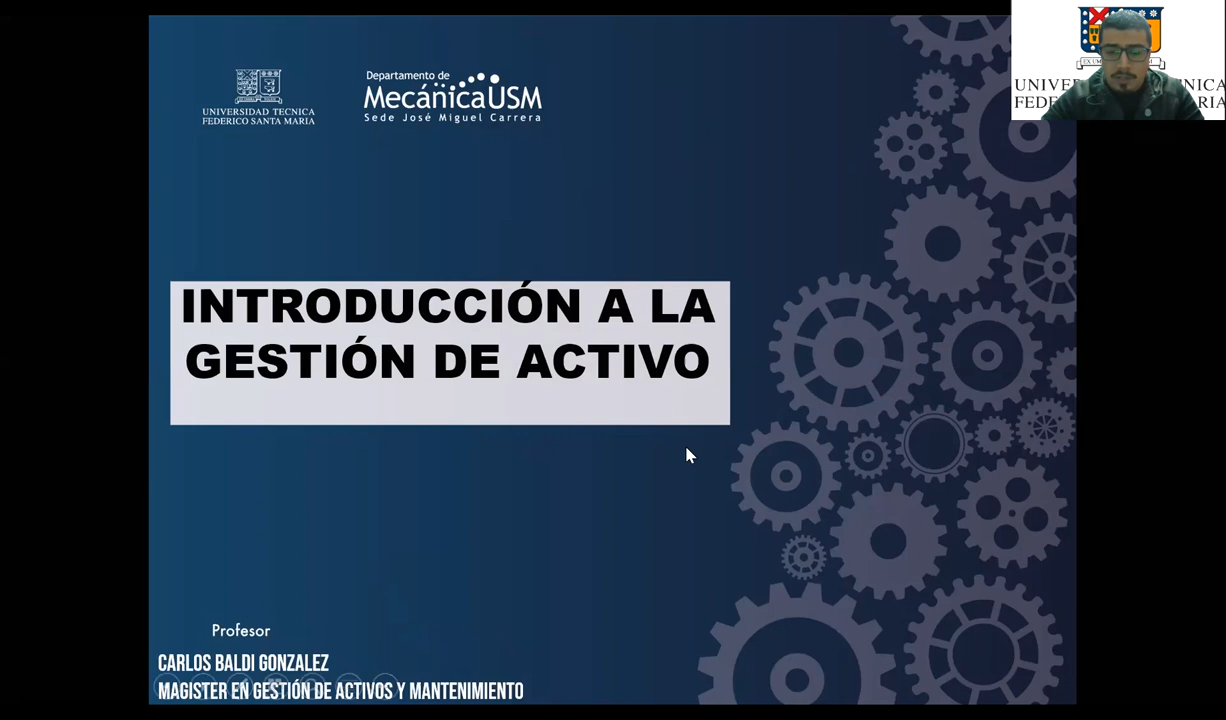 UNIVERSIDAD TECNICA
FEDERICO SANTA MARIA
Departamento de
MecánicaUSM
Sede José Miguel Carrera
INTRODUCCIÓN A LA
GESTIÓN DE ACTIVO
Profesor
CARLOS BALDI GONZALEZ
MAGISTER EN GESTIÓN DE ACTIVOS Y MANTENIMIENTO